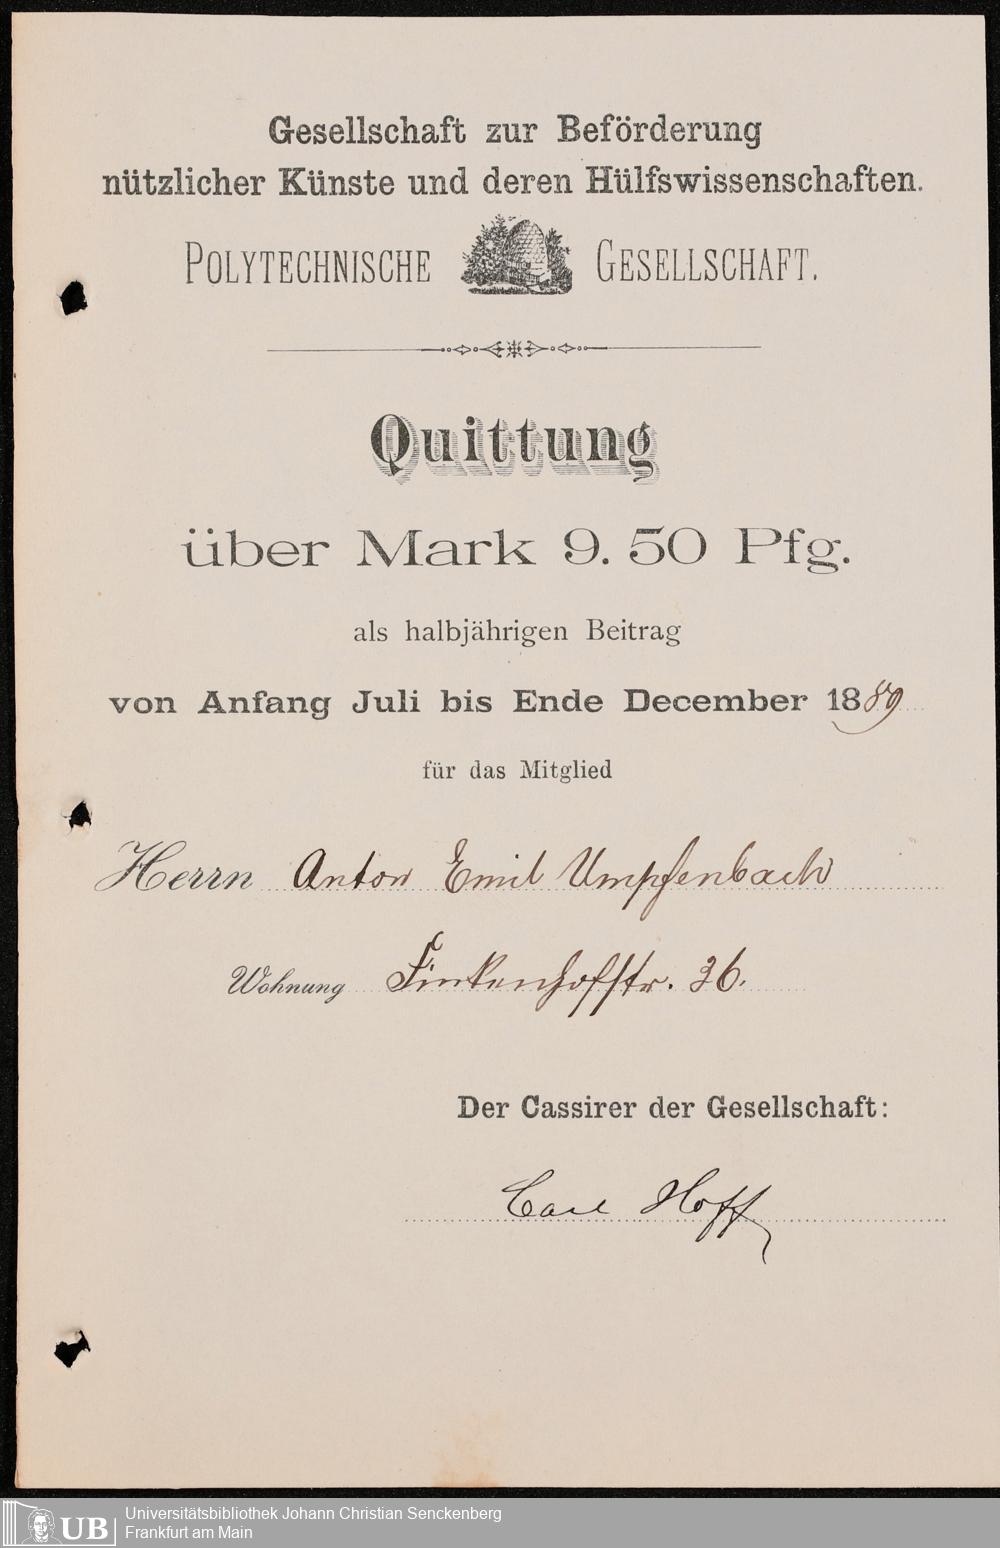 Gesellschaft zur Beförderung
nützlicher Künste und deren Hülfswissenschaften.
POLYTECHNISCHE GESELLSCHAFT.
Quittung
über Mark 9.50 Pfg.
als halbjährigen Beitrag
von Anfang Juli bis Ende December 1889
für das Mitglied
Herrn Anton Emil Umpfenbach
Wohnung Finkenhofstr. 36.
Der Cassirer der Gesellschaft:
Carl Hoff
UB Universitätsbibliothek Johann Christian Senckenberg
Frankfurt am Main